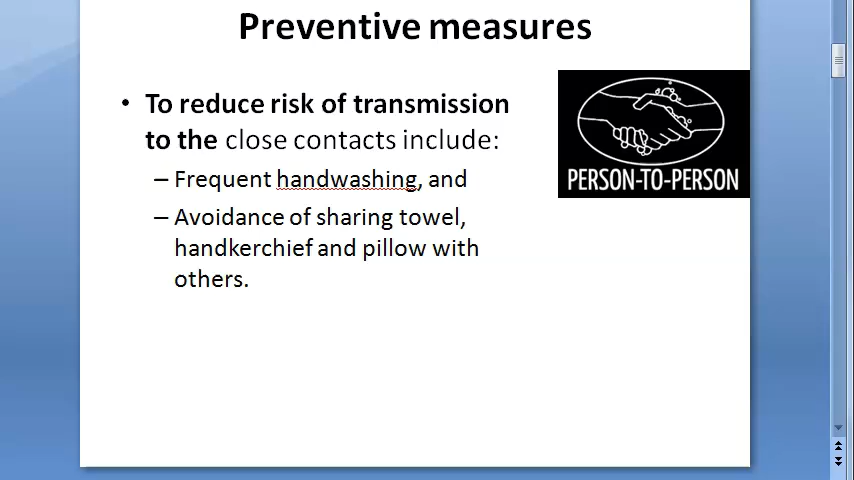 Preventive measures
• To reduce risk of transmission
to the close contacts include:
– Frequent handwashing, and
– Avoidance of sharing towel,
handkerchief and pillow with
others.
PERSON-TO-PERSON